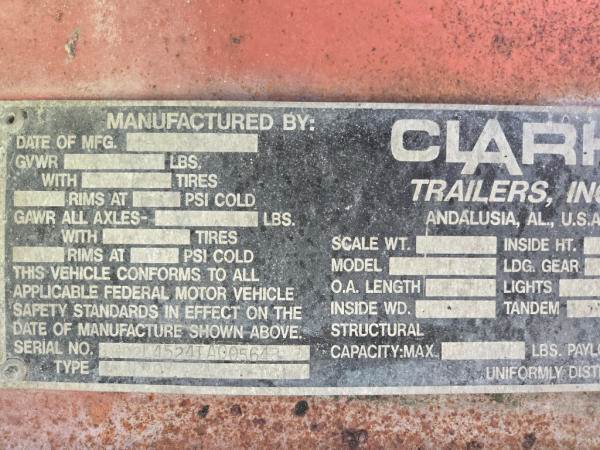 MANUFACTURED BY:
DATE OF MFG.
GVWR LBS.
WITH TIRES
RIMS AT PSI COLD
GAWR ALL AXLES- LBS.
WITH TIRES
RIMS AT PSI COLD
THIS VEHICLE CONFORMS TO ALL
APPLICABLE FEDERAL MOTOR VEHICLE
SAFETY STANDARDS IN EFFECT ON THE
DATE OF MANUFACTURE SHOWN ABOVE.
SERIAL NO.
TYPE
CLARK
TRAILERS, INC
ANDALUSIA, AL., U.S.A
SCALE WT. INSIDE HT.
MODEL LDG. GEAR
O.A. LENGTH LIGHTS
INSIDE WD. TANDEM
STRUCTURAL
CAPACITY:MAX. LBS. PAYL
UNIFORMLY DIST